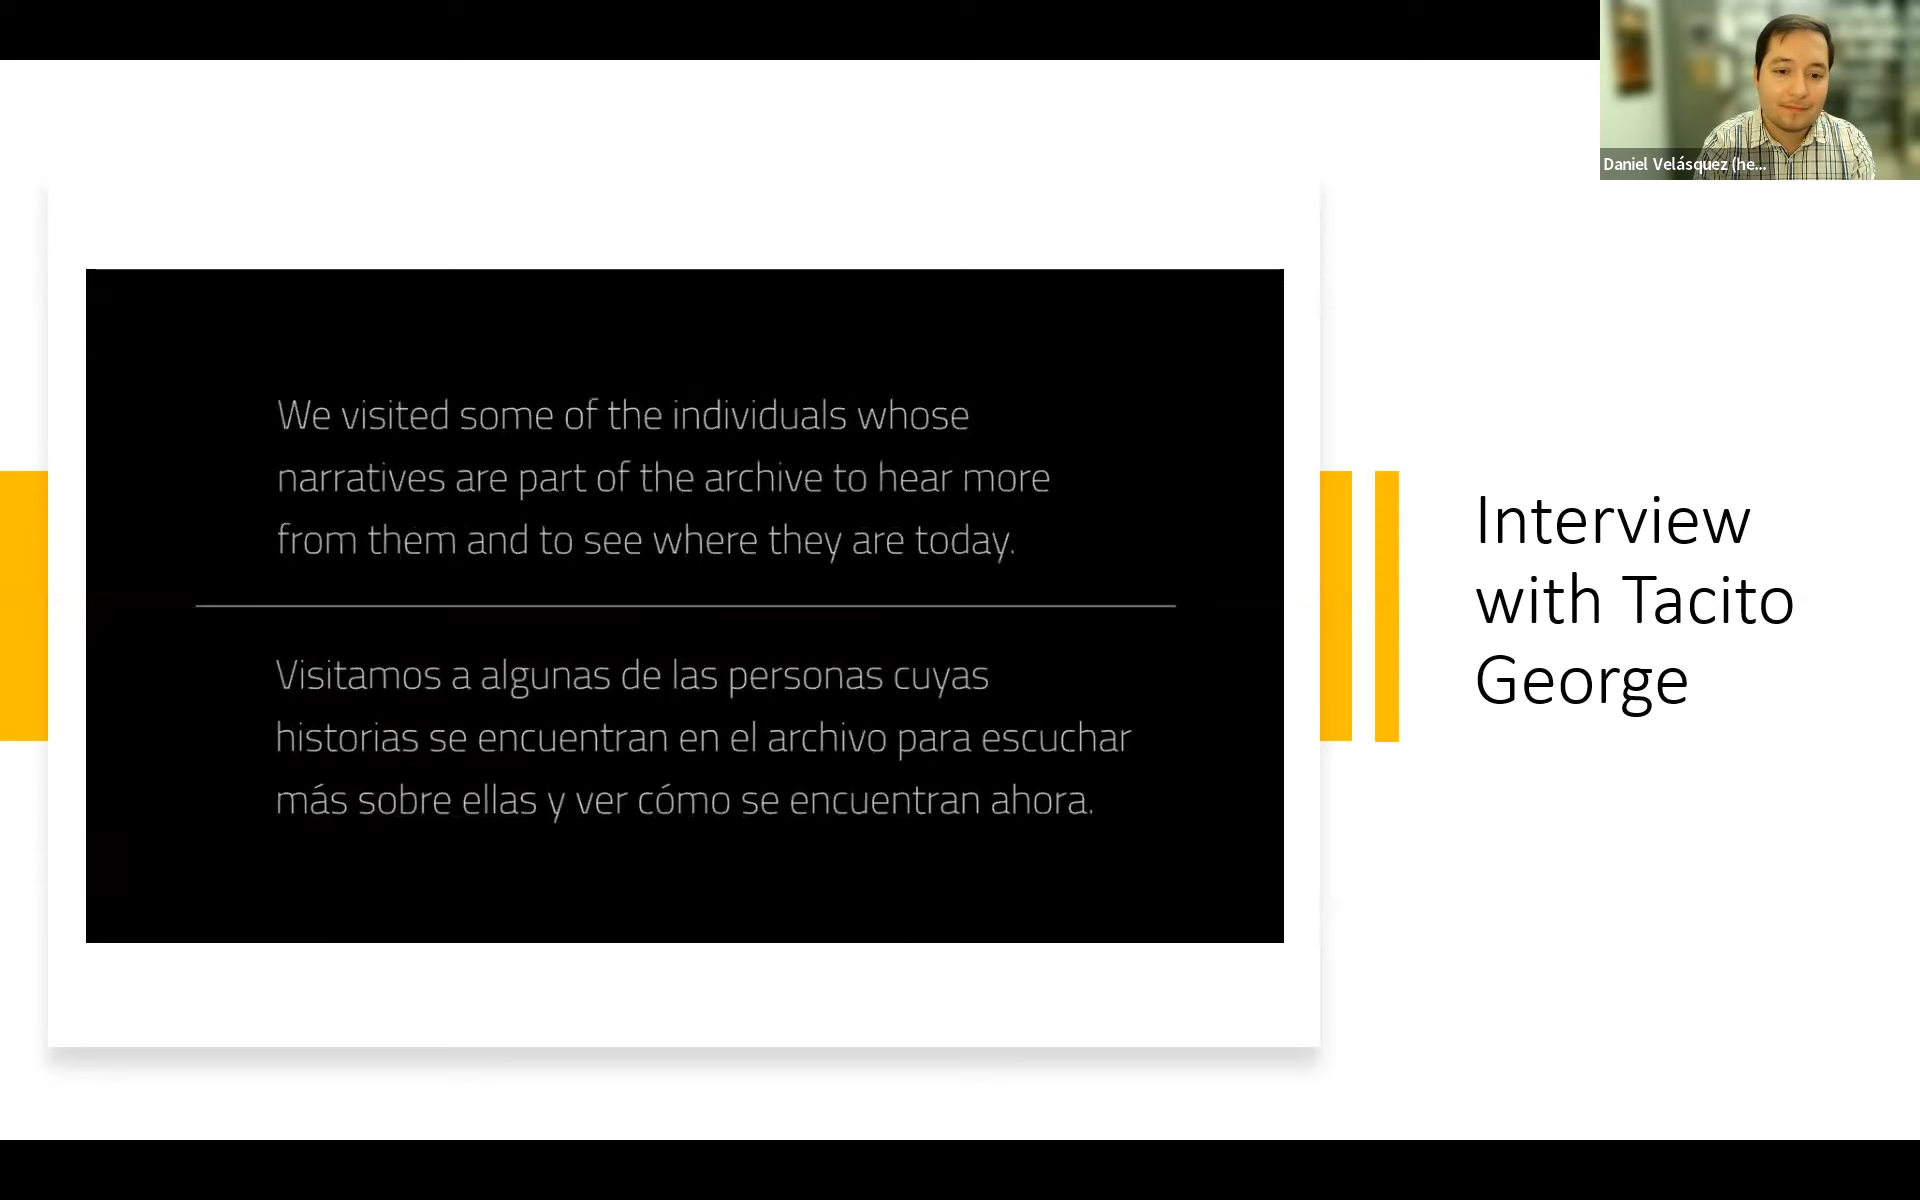 Daniel Velásquez (he...
We visited some of the individuals whose
narratives are part of the archive to hear more
from them and to see where they are today.
Visitamos a algunas de las personas cuyas
historias se encuentran en el archivo para escuchar
más sobre ellas y ver cómo se encuentran ahora.
Interview
with Tacito
George